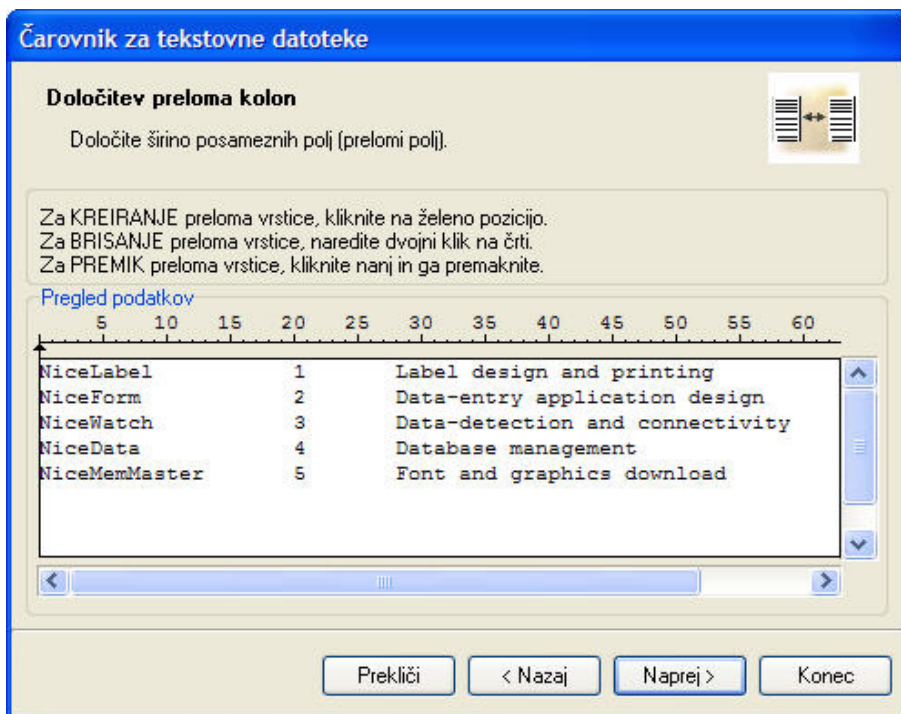 Čarovnik za tekstovne datoteke
Določitev preloma kolon
Določite širino posameznih polj (prelomi polj).
Za KREIRANJE preloma vrstice, kliknite na želeno pozicijo.
Za BRISANJE preloma vrstice, naredite dvojni klik na črti.
Za PREMIK preloma vrstice, kliknite nanj in ga premaknite.
Pregled podatkov
5 10 15 20 25 30 35 40 45 50 55 60
NiceLabel 1 Label design and printing
NiceForm 2 Data-entry application design
NiceWatch 3 Data-detection and connectivity
NiceData 4 Database management
NiceMemMaster 5 Font and graphics download
Prekliči < Nazaj Naprej > Konec